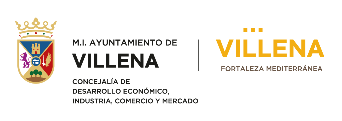 M.I. AYUNTAMIENTO DE
VILLENA
CONCEJALÍA DE
DESARROLLO ECONÓMICO,
INDUSTRIA, COMERCIO Y MERCADO
VILLENA
FORTALEZA MEDITERRÁNEA